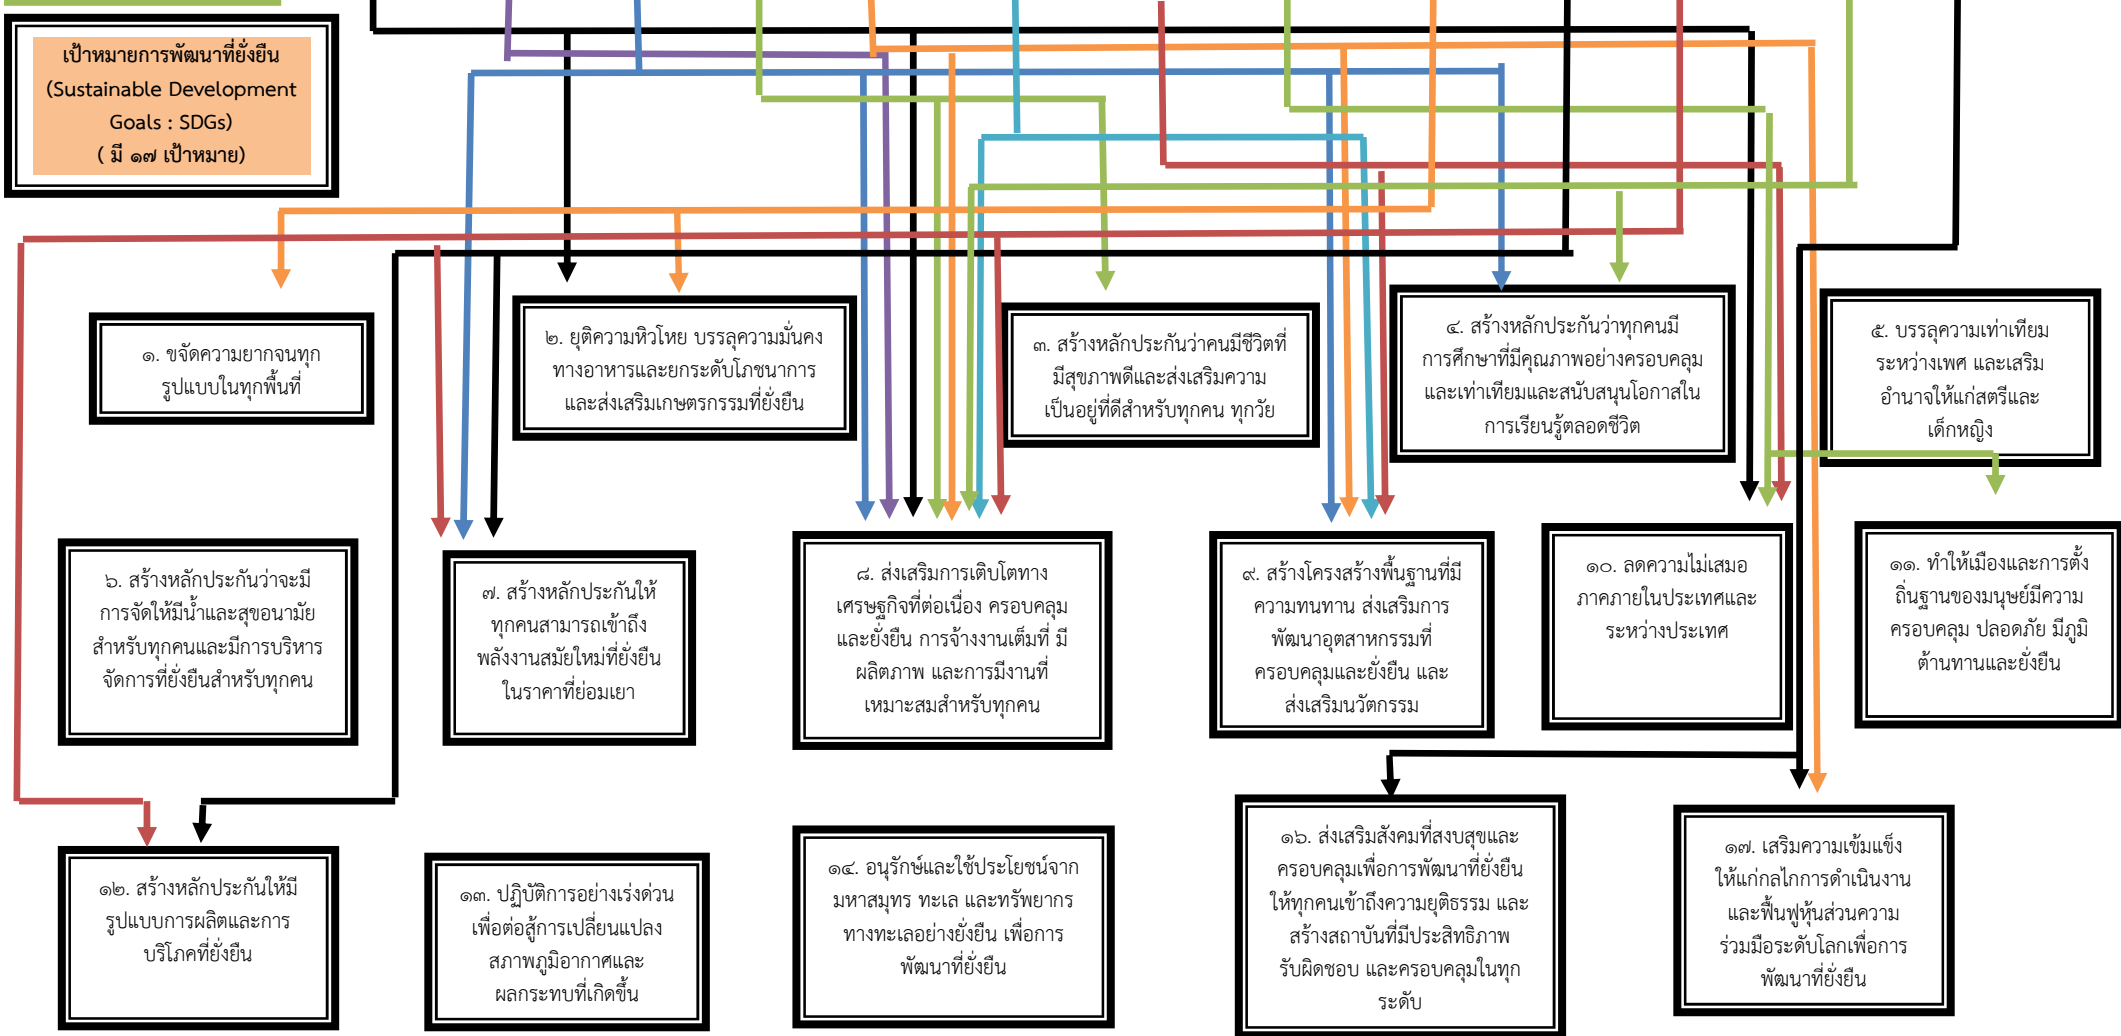 เป้าหมายการพัฒนาที่ยั่งยืน
(Sustainable Development
Goals : SDGs)
( มี ๑๗ เป้าหมาย)
๑. ขจัดความยากจนทุก
รูปแบบในทุกพื้นที่
๒. ยุติความหิวโหย บรรลุความมั่นคง
ทางอาหารและยกระดับโภชนาการ
และส่งเสริมเกษตรกรรมที่ยั่งยืน
๓. สร้างหลักประกันว่าคนมีชีวิตที่
มีสุขภาพดีและส่งเสริมความ
เป็นอยู่ที่ดีสำหรับทุกคน ทุกวัย
๔. สร้างหลักประกันว่าทุกคนมี
การศึกษาที่มีคุณภาพอย่างครอบคลุม
และเท่าเทียมและสนับสนุนโอกาสใน
การเรียนรู้ตลอดชีวิต
๕. บรรลุความเท่าเทียม
ระหว่างเพศ และเสริม
อำนาจให้แก่สตรีและ
เด็กหญิง
๖. สร้างหลักประกันว่าจะมี
การจัดให้มีน้ำและสุขอนามัย
สำหรับทุกคนและมีการบริหาร
จัดการที่ยั่งยืนสำหรับทุกคน
๗. สร้างหลักประกันให้
ทุกคนสามารถเข้าถึง
พลังงานสมัยใหม่ที่ยั่งยืน
ในราคาที่ย่อมเยา
๘. ส่งเสริมการเติบโตทาง
เศรษฐกิจที่ต่อเนื่อง ครอบคลุม
และยั่งยืน การจ้างงานเต็มที่ มี
ผลิตภาพ และการมีงานที่
เหมาะสมสำหรับทุกคน
๙. สร้างโครงสร้างพื้นฐานที่มี
ความทนทาน ส่งเสริมการ
พัฒนาอุตสาหกรรมที่
ครอบคลุมและยั่งยืน และ
ส่งเสริมนวัตกรรม
๑๐. ลดความไม่เสมอ
ภาคภายในประเทศและ
ระหว่างประเทศ
๑๑. ทำให้เมืองและการตั้ง
ถิ่นฐานของมนุษย์มีความ
ครอบคลุม ปลอดภัย มีภูมิ
ต้านทานและยั่งยืน
๑๒. สร้างหลักประกันให้มี
รูปแบบการผลิตและการ
บริโภคที่ยั่งยืน
๑๓. ปฏิบัติการอย่างเร่งด่วน
เพื่อต่อสู้การเปลี่ยนแปลง
สภาพภูมิอากาศและ
ผลกระทบที่เกิดขึ้น
๑๔. อนุรักษ์และใช้ประโยชน์จาก
มหาสมุทร ทะเล และทรัพยากร
ทางทะเลอย่างยั่งยืน เพื่อการ
พัฒนาที่ยั่งยืน
๑๖. ส่งเสริมสังคมที่สงบสุขและ
ครอบคลุมเพื่อการพัฒนาที่ยั่งยืน
ให้ทุกคนเข้าถึงความยุติธรรม และ
สร้างสถาบันที่มีประสิทธิภาพ
รับผิดชอบ และครอบคลุมในทุก
ระดับ
๑๗. เสริมความเข้มแข็ง
ให้แก่กลไกการดำเนินงาน
และฟื้นฟูหุ้นส่วนความ
ร่วมมือระดับโลกเพื่อการ
พัฒนาที่ยั่งยืน